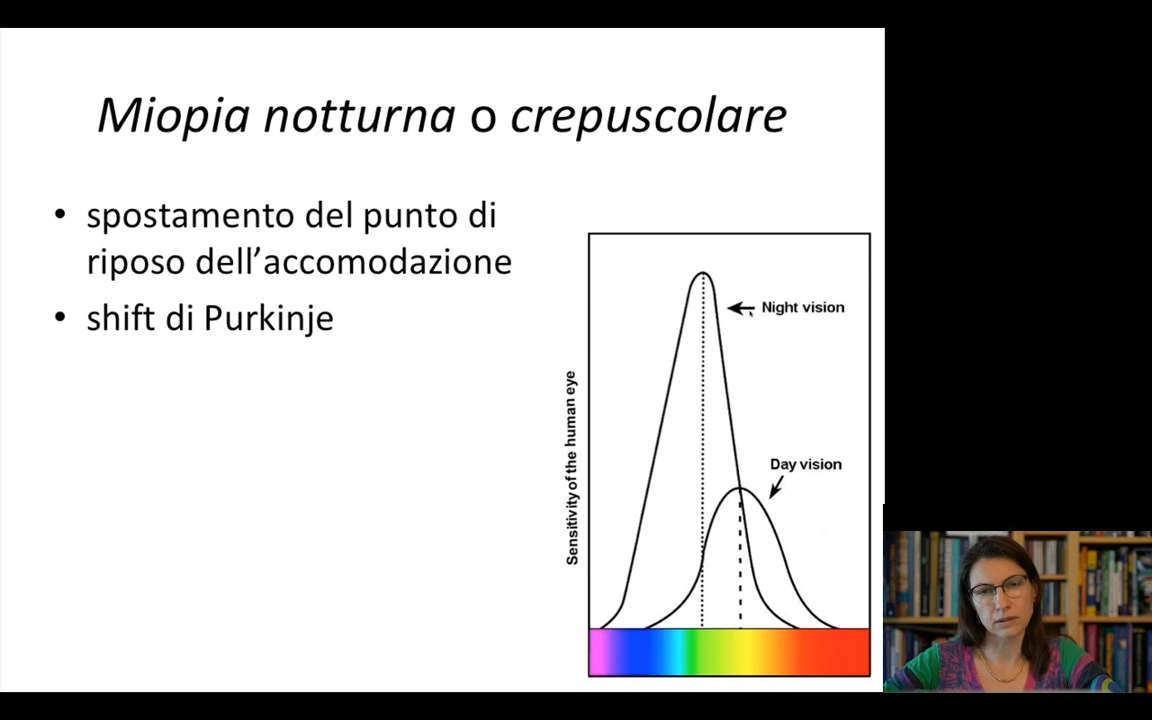 Miopia notturna o crepuscolare
• spostamento del punto di
riposo dell’accomodazione
• shift di Purkinje
Night vision
Day vision
Sensitivity of the human eye